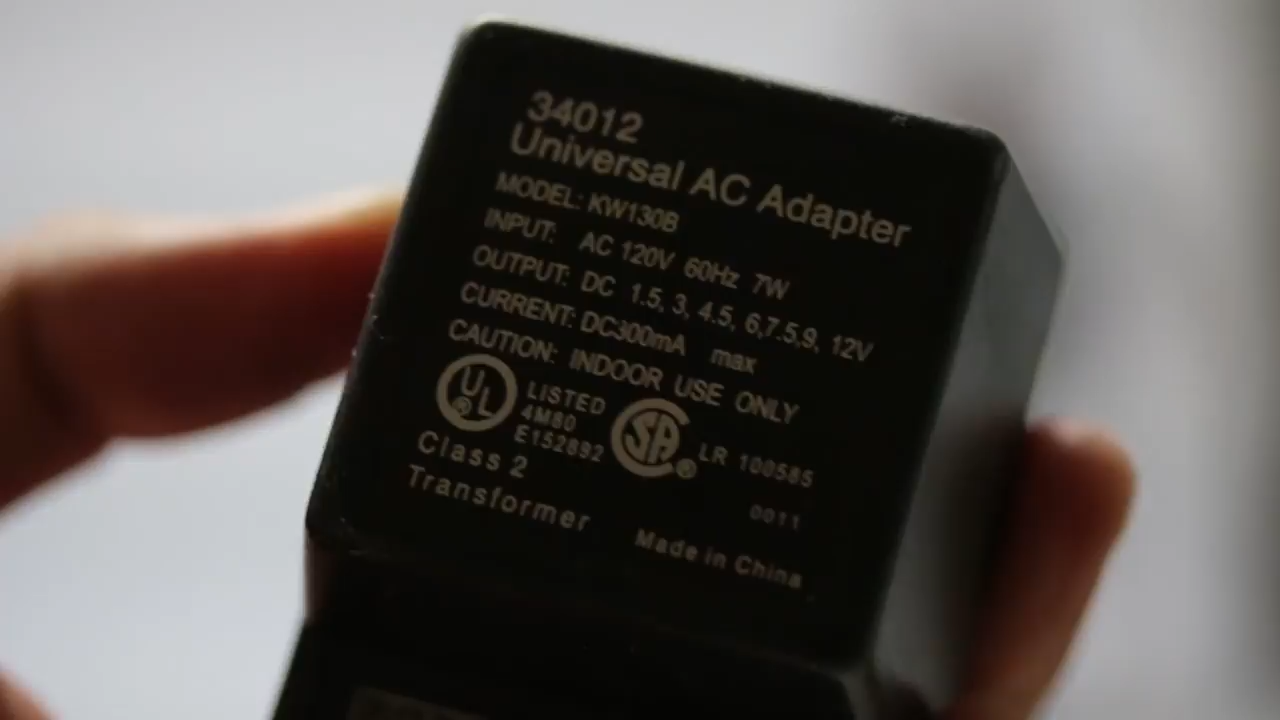 34012
Universal AC Adapter
MODEL: KW130B
INPUT: AC 120V 60Hz 7W
OUTPUT: DC 1.5, 3, 4.5, 6,7.5,9, 12V
CURRENT: DC300mA max
CAUTION: INDOOR USE ONLY
UL ® LISTED 4M80 E152892
SA ® LR 100585
Class 2
Transformer
0011
Made in China